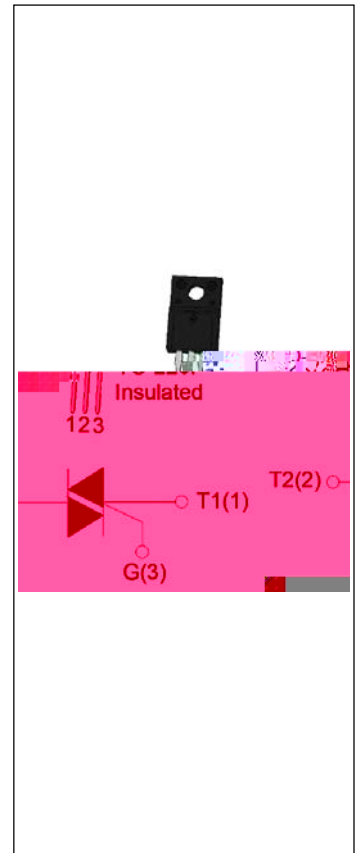 Insulated
123
T2(2)
T1(1)
G(3)